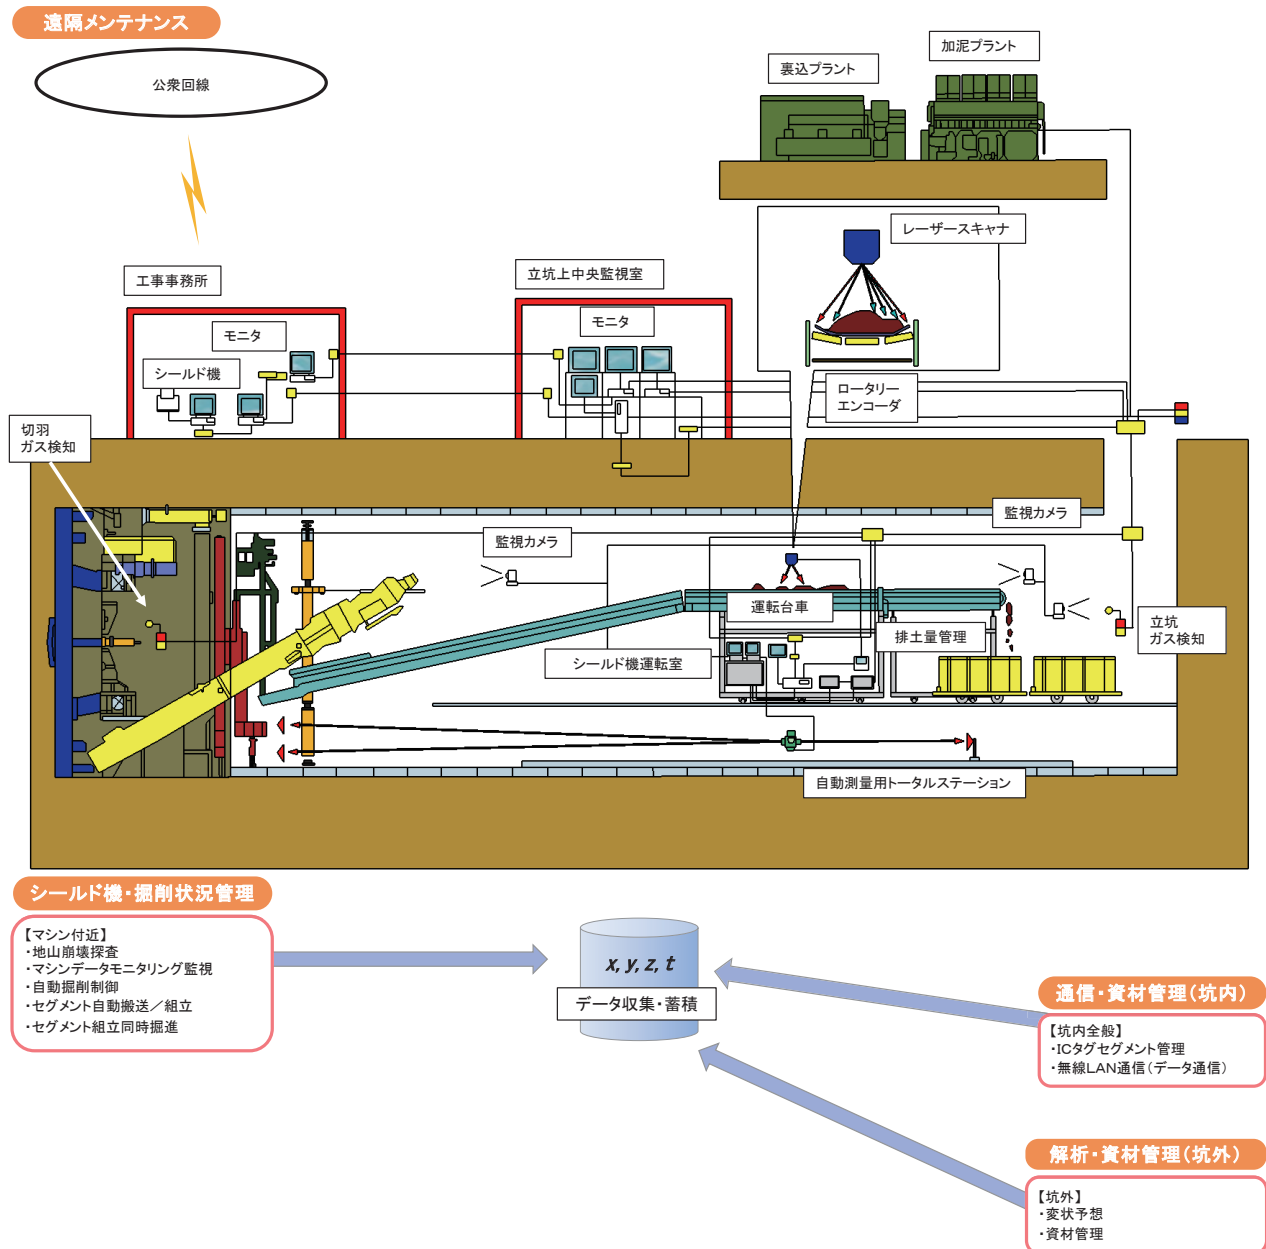 遠隔メンテナンス
公衆回線
裏込プラント
加泥プラント
レーザースキャナ
工事事務所
立坑上中央監視室
モニタ
モニタ
シールド機
ロータリー
エンコーダ
切羽
ガス検知
監視カメラ
監視カメラ
運転台車
排土量管理
シールド機運転室
立坑
ガス検知
自動測量用トータルステーション
シールド機・掘削状況管理
【マシン付近】
・地山崩壊探査
・マシンデータモニタリング監視
・自動掘削制御
・セグメント自動搬送／組立
・セグメント組立同時掘進
x, y, z, t
データ収集・蓄積
通信・資材管理（坑内）
【坑内全般】
・ICタグセグメント管理
・無線LAN通信（データ通信）
解析・資材管理（坑外）
【坑外】
・変状予想
・資材管理